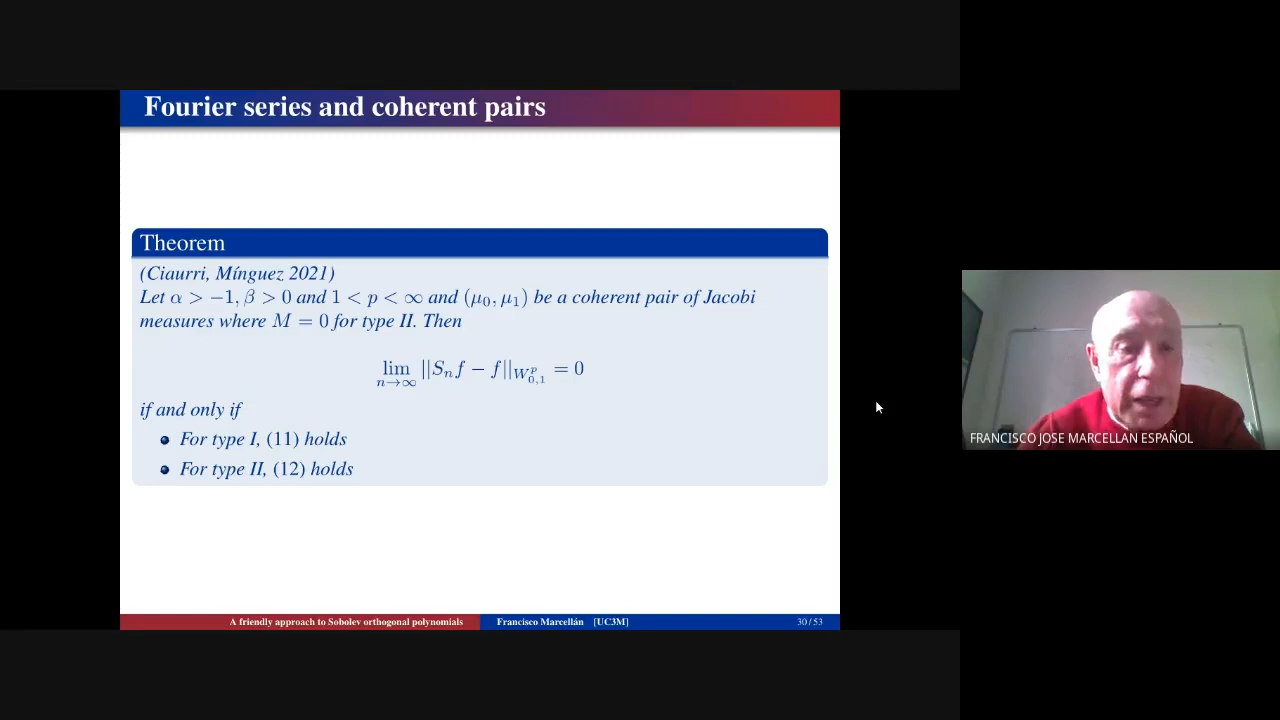 Fourier series and coherent pairs
Theorem
(Ciaurri, Mínguez 2021)
Let α > −1, β > 0 and 1 < p < ∞ and (μ₀, μ₁) be a coherent pair of Jacobi
measures where M = 0 for type II. Then
lim n→∞ ||Sₙf − f||_{W^p_{0,1}} = 0
if and only if
For type I, (11) holds
For type II, (12) holds
A friendly approach to Sobolev orthogonal polynomials Francisco Marcellán [UC3M] 30 / 53
FRANCISCO JOSE MARCELLAN ESPAÑOL